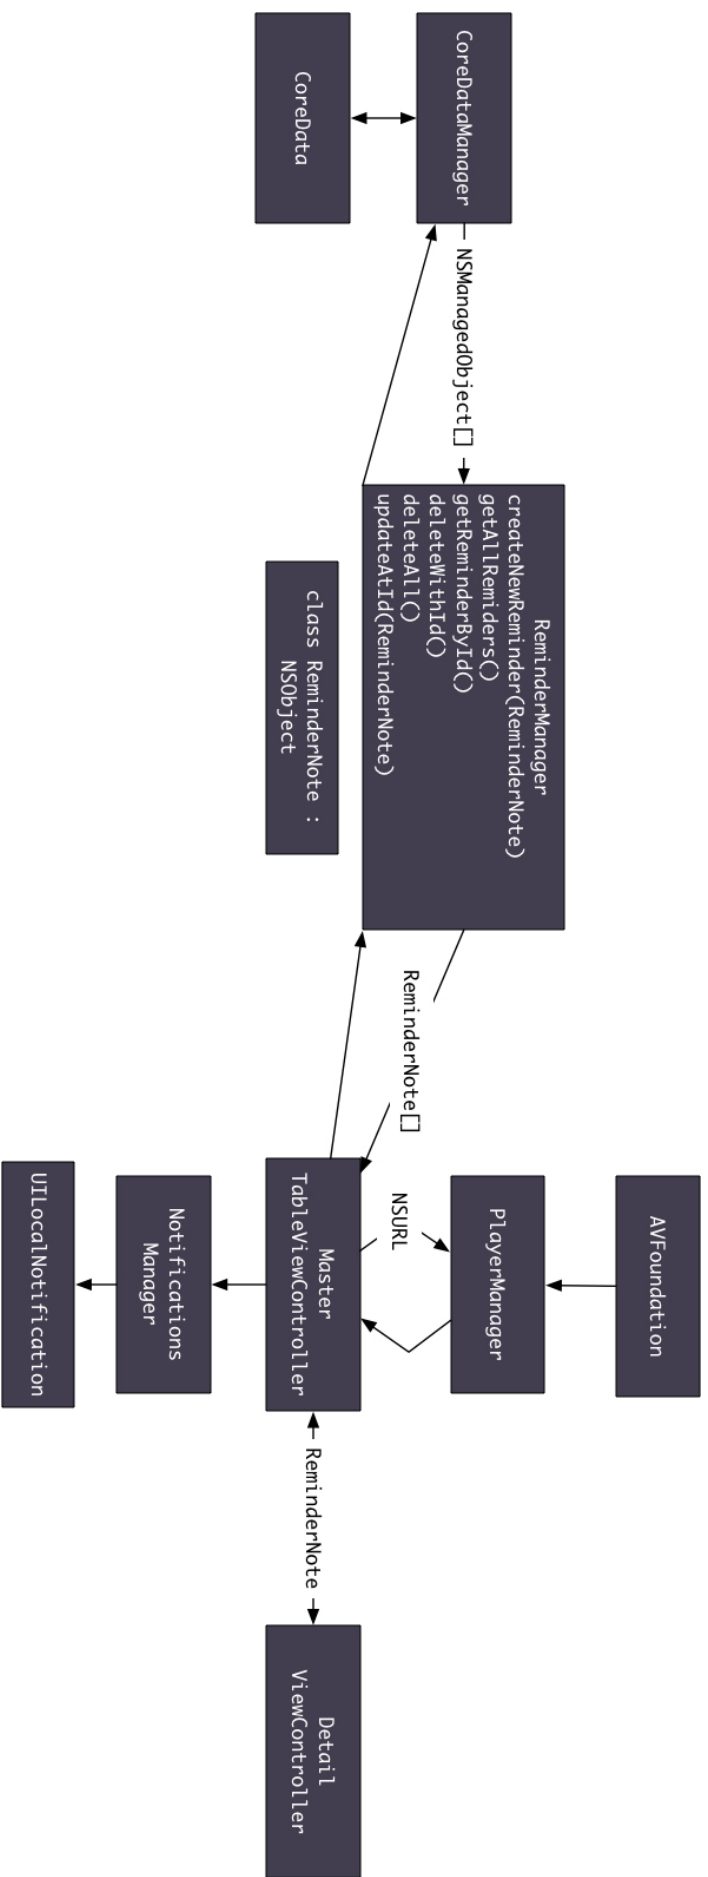 CoreDataManager
CoreData
NSManagedObject[]
ReminderManager
createNewReminder(ReminderNote)
getAllRemiders()
getReminderById()
deleteWithId()
deleteAll()
updateAtId(ReminderNote)
class ReminderNote :
NSObject
ReminderNote[]
AVFoundation
PlayerManager
NSURL
Master
TableViewController
Notifications
Manager
UILocalNotification
ReminderNote
Detail
ViewController